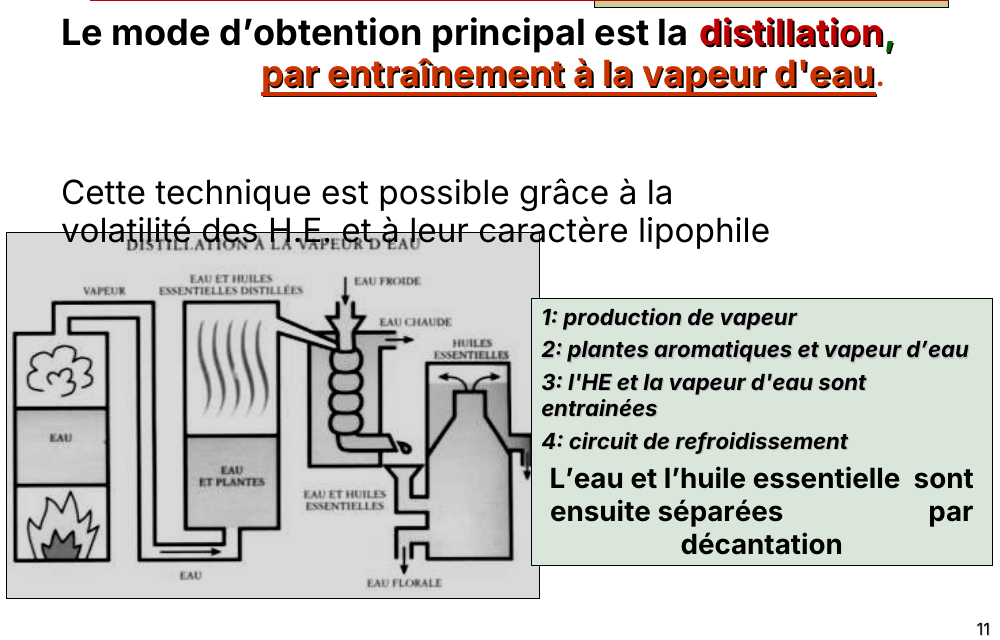 Le mode d’obtention principal est la distillation,
par entraînement à la vapeur d'eau.
Cette technique est possible grâce à la
volatilité des H.E. et à leur caractère lipophile
DISTILLATION À LA VAPEUR D'EAU
VAPEUR
EAU ET HUILES
ESSENTIELLES DISTILLÉES
EAU FROIDE
EAU CHAUDE
HUILES
ESSENTIELLES
EAU
EAU
ET PLANTES
EAU ET HUILES
ESSENTIELLES
EAU
EAU FLORALE
1: production de vapeur
2: plantes aromatiques et vapeur d’eau
3: l'HE et la vapeur d'eau sont
entrainées
4: circuit de refroidissement
L’eau et l’huile essentielle sont
ensuite séparées par
décantation
11